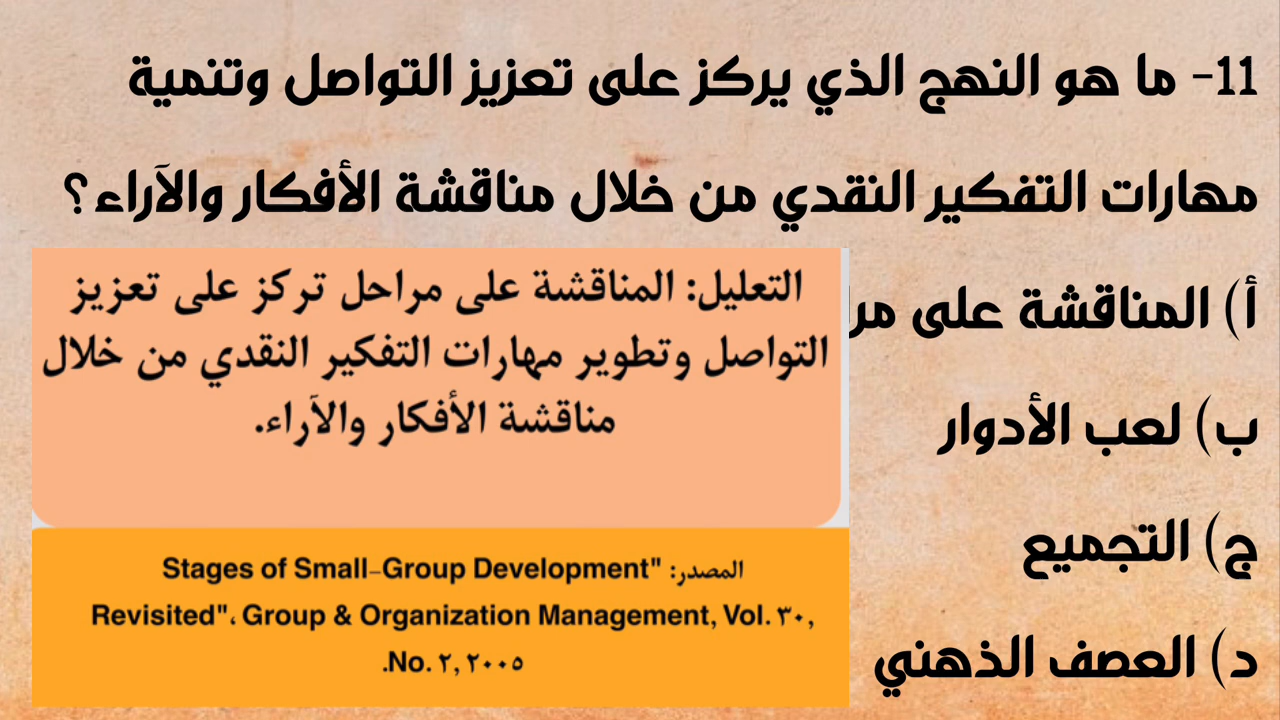 11- ما هو النهج الذي يركز على تعزيز التواصل وتنمية
مهارات التفكير النقدي من خلال مناقشة الأفكار والآراء؟
أ) المناقشة على
ب) لعب الأدوار
ج) التجميع
د) العصف الذهني
التعليل: المناقشة على مراحل تركز على تعزيز
التواصل وتطوير مهارات التفكير النقدي من خلال
مناقشة الأفكار والآراء.
المصدر: "Stages of Small-Group Development
Revisited"، Group & Organization Management, Vol. ٣٠,
No. ٢, ٢٠٠٥.